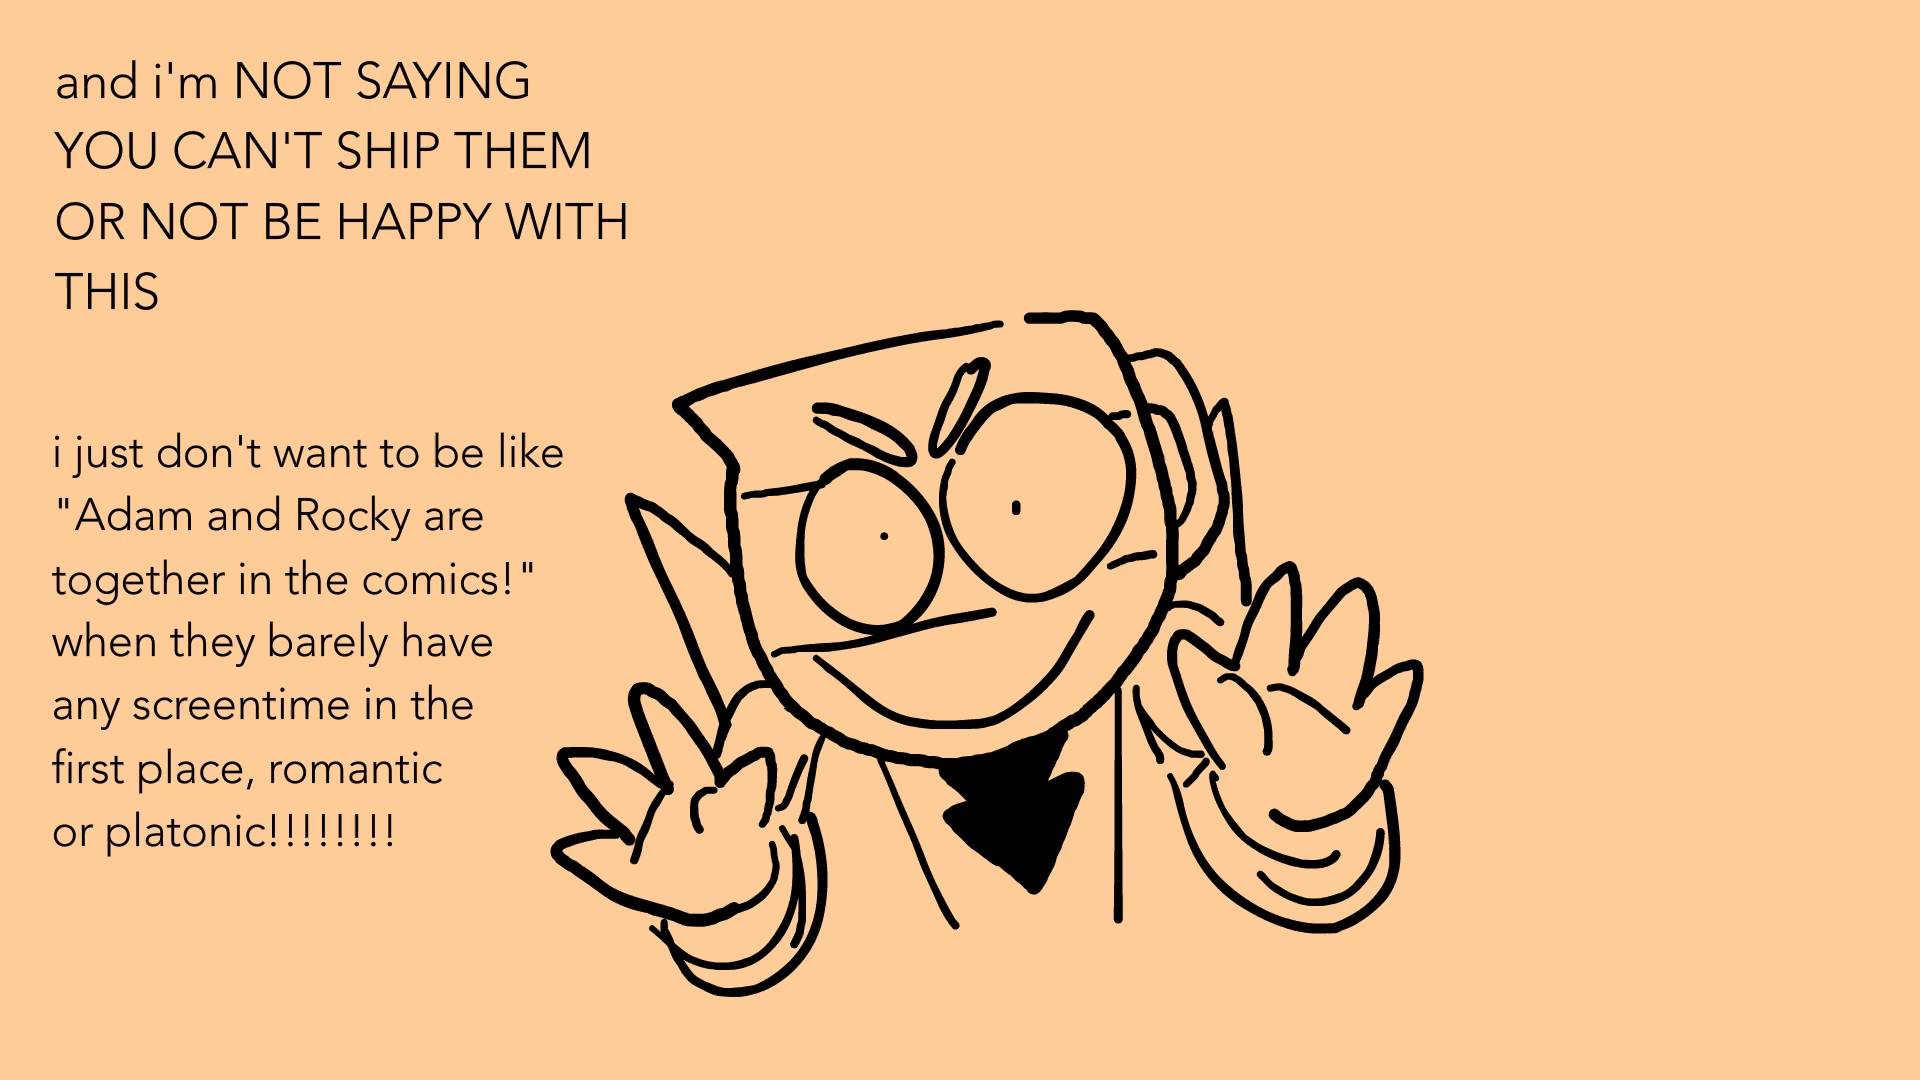 and i'm NOT SAYING
YOU CAN'T SHIP THEM
OR NOT BE HAPPY WITH
THIS
i just don't want to be like
"Adam and Rocky are
together in the comics!"
when they barely have
any screentime in the
first place, romantic
or platonic!!!!!!!!